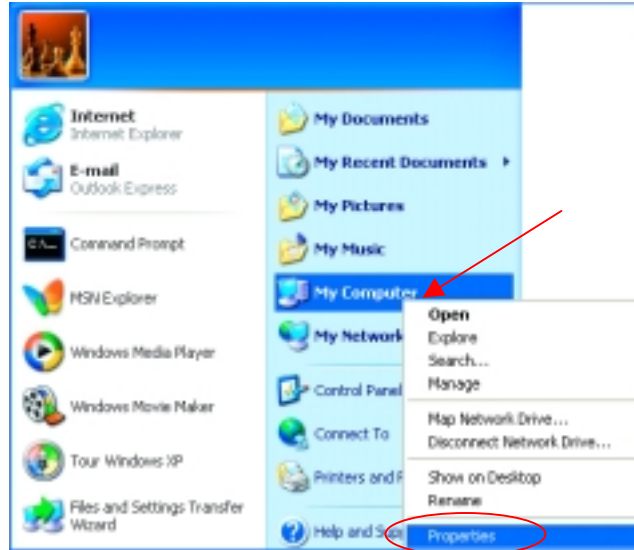 Internet
Internet Explorer
E-mail
Outlook Express
Command Prompt
MSN Explorer
Windows Media Player
Windows Movie Maker
Tour Windows XP
Files and Settings Transfer
Wizard
My Documents
My Recent Documents
My Pictures
My Music
My Computer
My Network
Control Panel
Connect To
Printers and F
Help and Sup
Open
Explore
Search...
Manage
Map Network Drive...
Disconnect Network Drive...
Show on Desktop
Rename
Properties